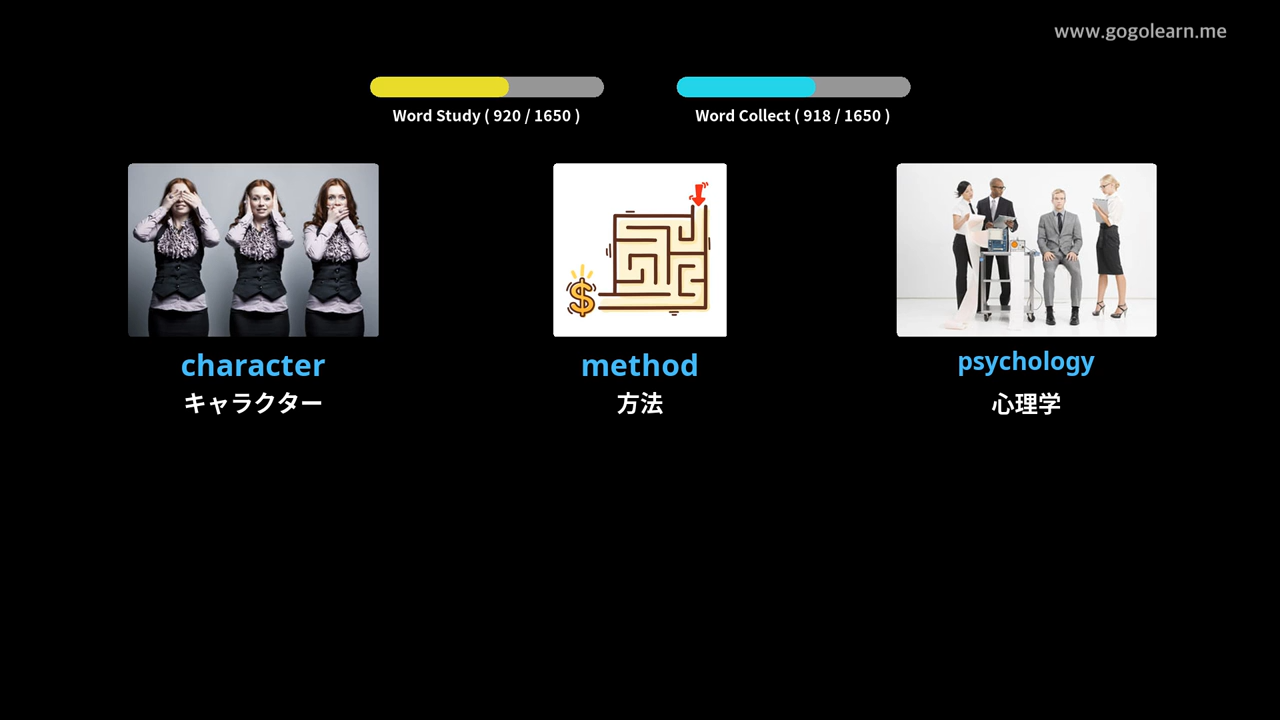 www.gogolearn.me
Word Study ( 920 / 1650 )
Word Collect ( 918 / 1650 )
character
method
psychology
キャラクター
方法
心理学